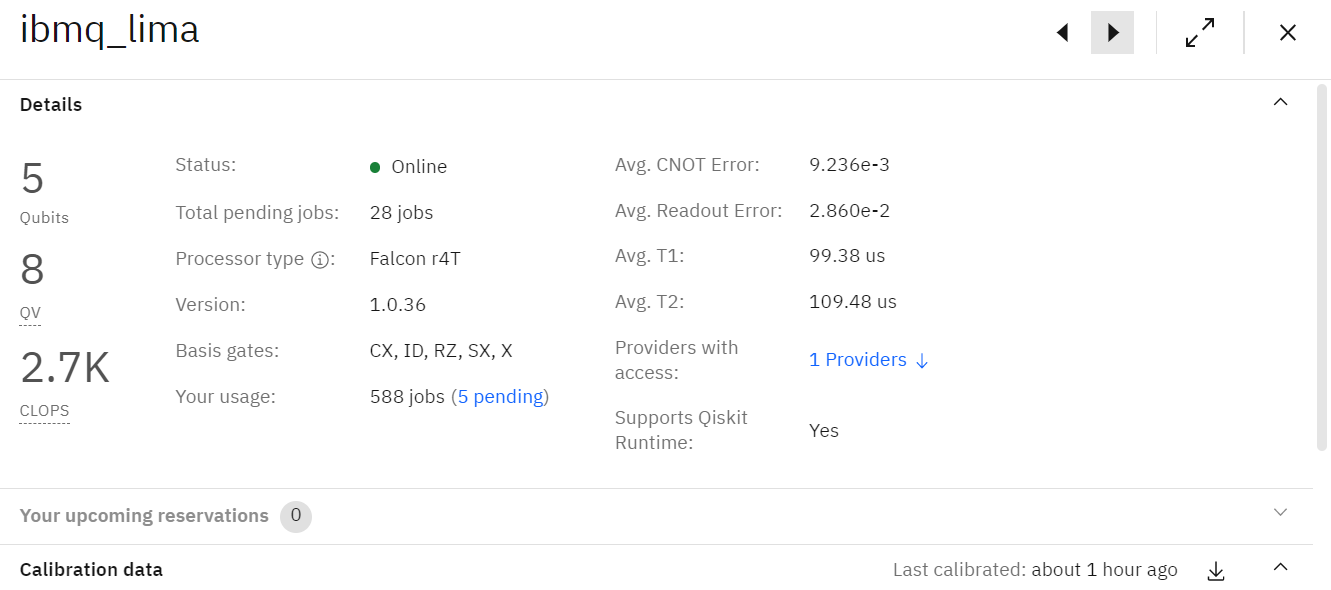 ibmq_lima
Details
5
Qubits
8
QV
2.7K
CLOPS
Status: Online
Total pending jobs: 28 jobs
Processor type : Falcon r4T
Version: 1.0.36
Basis gates: CX, ID, RZ, SX, X
Your usage: 588 jobs (5 pending)
Avg. CNOT Error: 9.236e-3
Avg. Readout Error: 2.860e-2
Avg. T1: 99.38 us
Avg. T2: 109.48 us
Providers with
access: 1 Providers ↓
Supports Qiskit
Runtime: Yes
Your upcoming reservations 0
Calibration data Last calibrated: about 1 hour ago